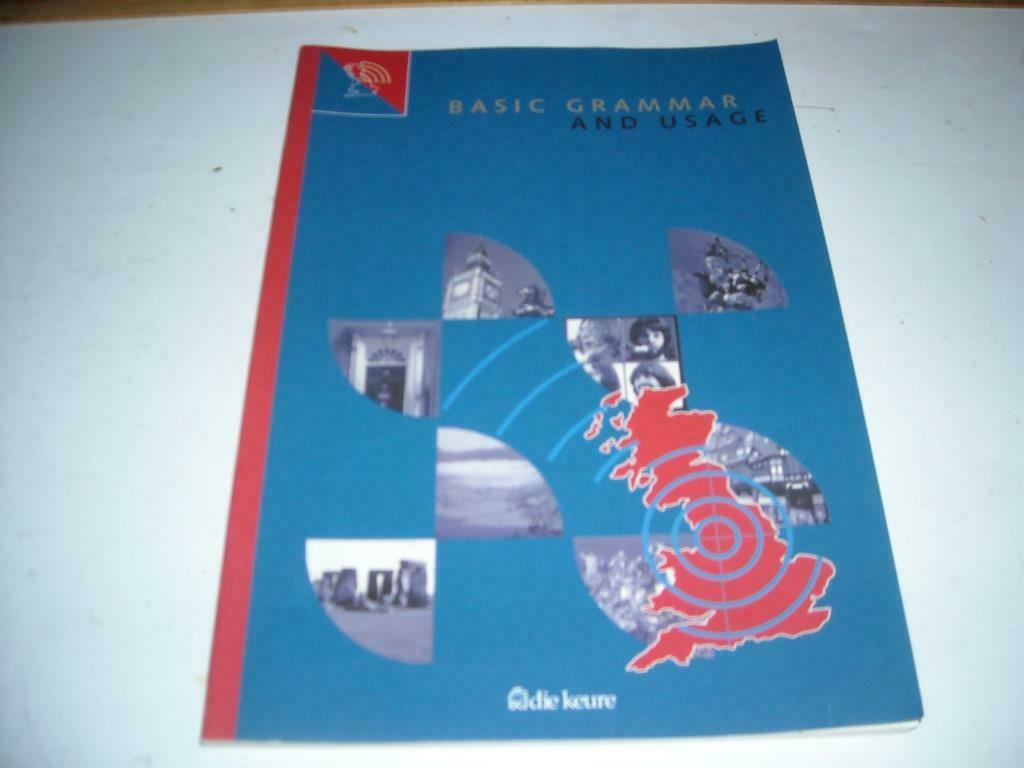 BASIC GRAMMAR
AND USAGE
die keure